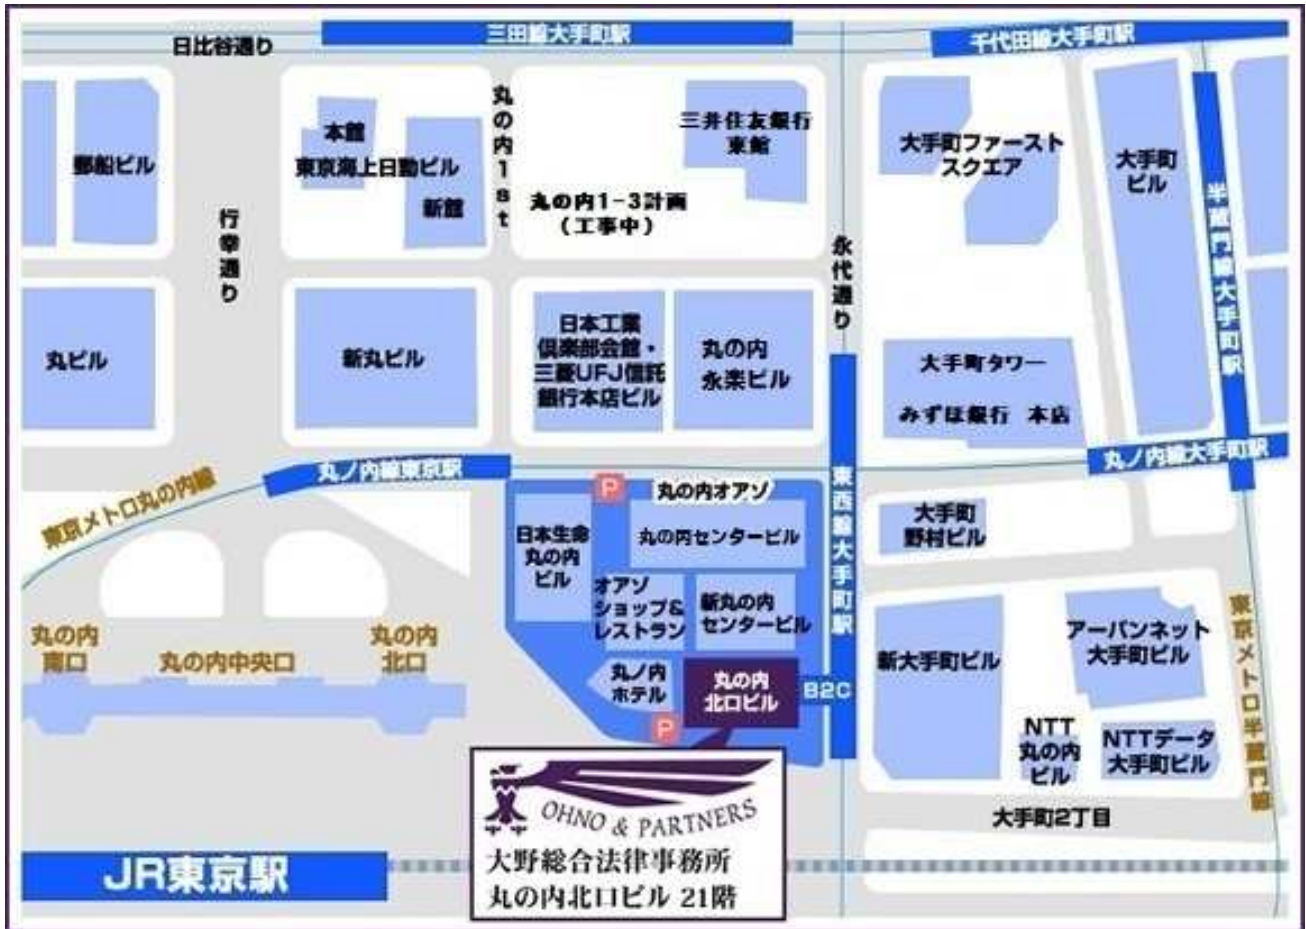 三田線大手町駅
千代田線大手町駅
日比谷通り
丸の内1st
本館
東京海上日動ビル
新館
郵船ビル
三井住友銀行
東館
丸の内1-3計画
(工事中)
大手町ファースト
スクエア
大手町
ビル
半蔵門線大手町駅
行幸通り
永代通り
丸ビル
新丸ビル
日本工業
倶楽部会館・
三菱UFJ信託
銀行本店ビル
丸の内
永楽ビル
大手町タワー
みずほ銀行 本店
丸ノ内線東京駅
丸ノ内線大手町駅
東京メトロ丸の内線
P
丸の内オアゾ
東西線大手町駅
日本生命
丸の内
ビル
丸の内センタービル
大手町
野村ビル
オアゾ
ショップ&
レストラン
新丸の内
センタービル
丸の内
南口
丸の内中央口
丸の内
北口
丸ノ内
ホテル
丸の内
北口ビル
B2C
P
新大手町ビル
アーバンネット
大手町ビル
東京メトロ半蔵門線
NTT
丸の内
ビル
NTTデータ
大手町ビル
大手町2丁目
OHNO & PARTNERS
大野総合法律事務所
丸の内北口ビル 21階
JR東京駅